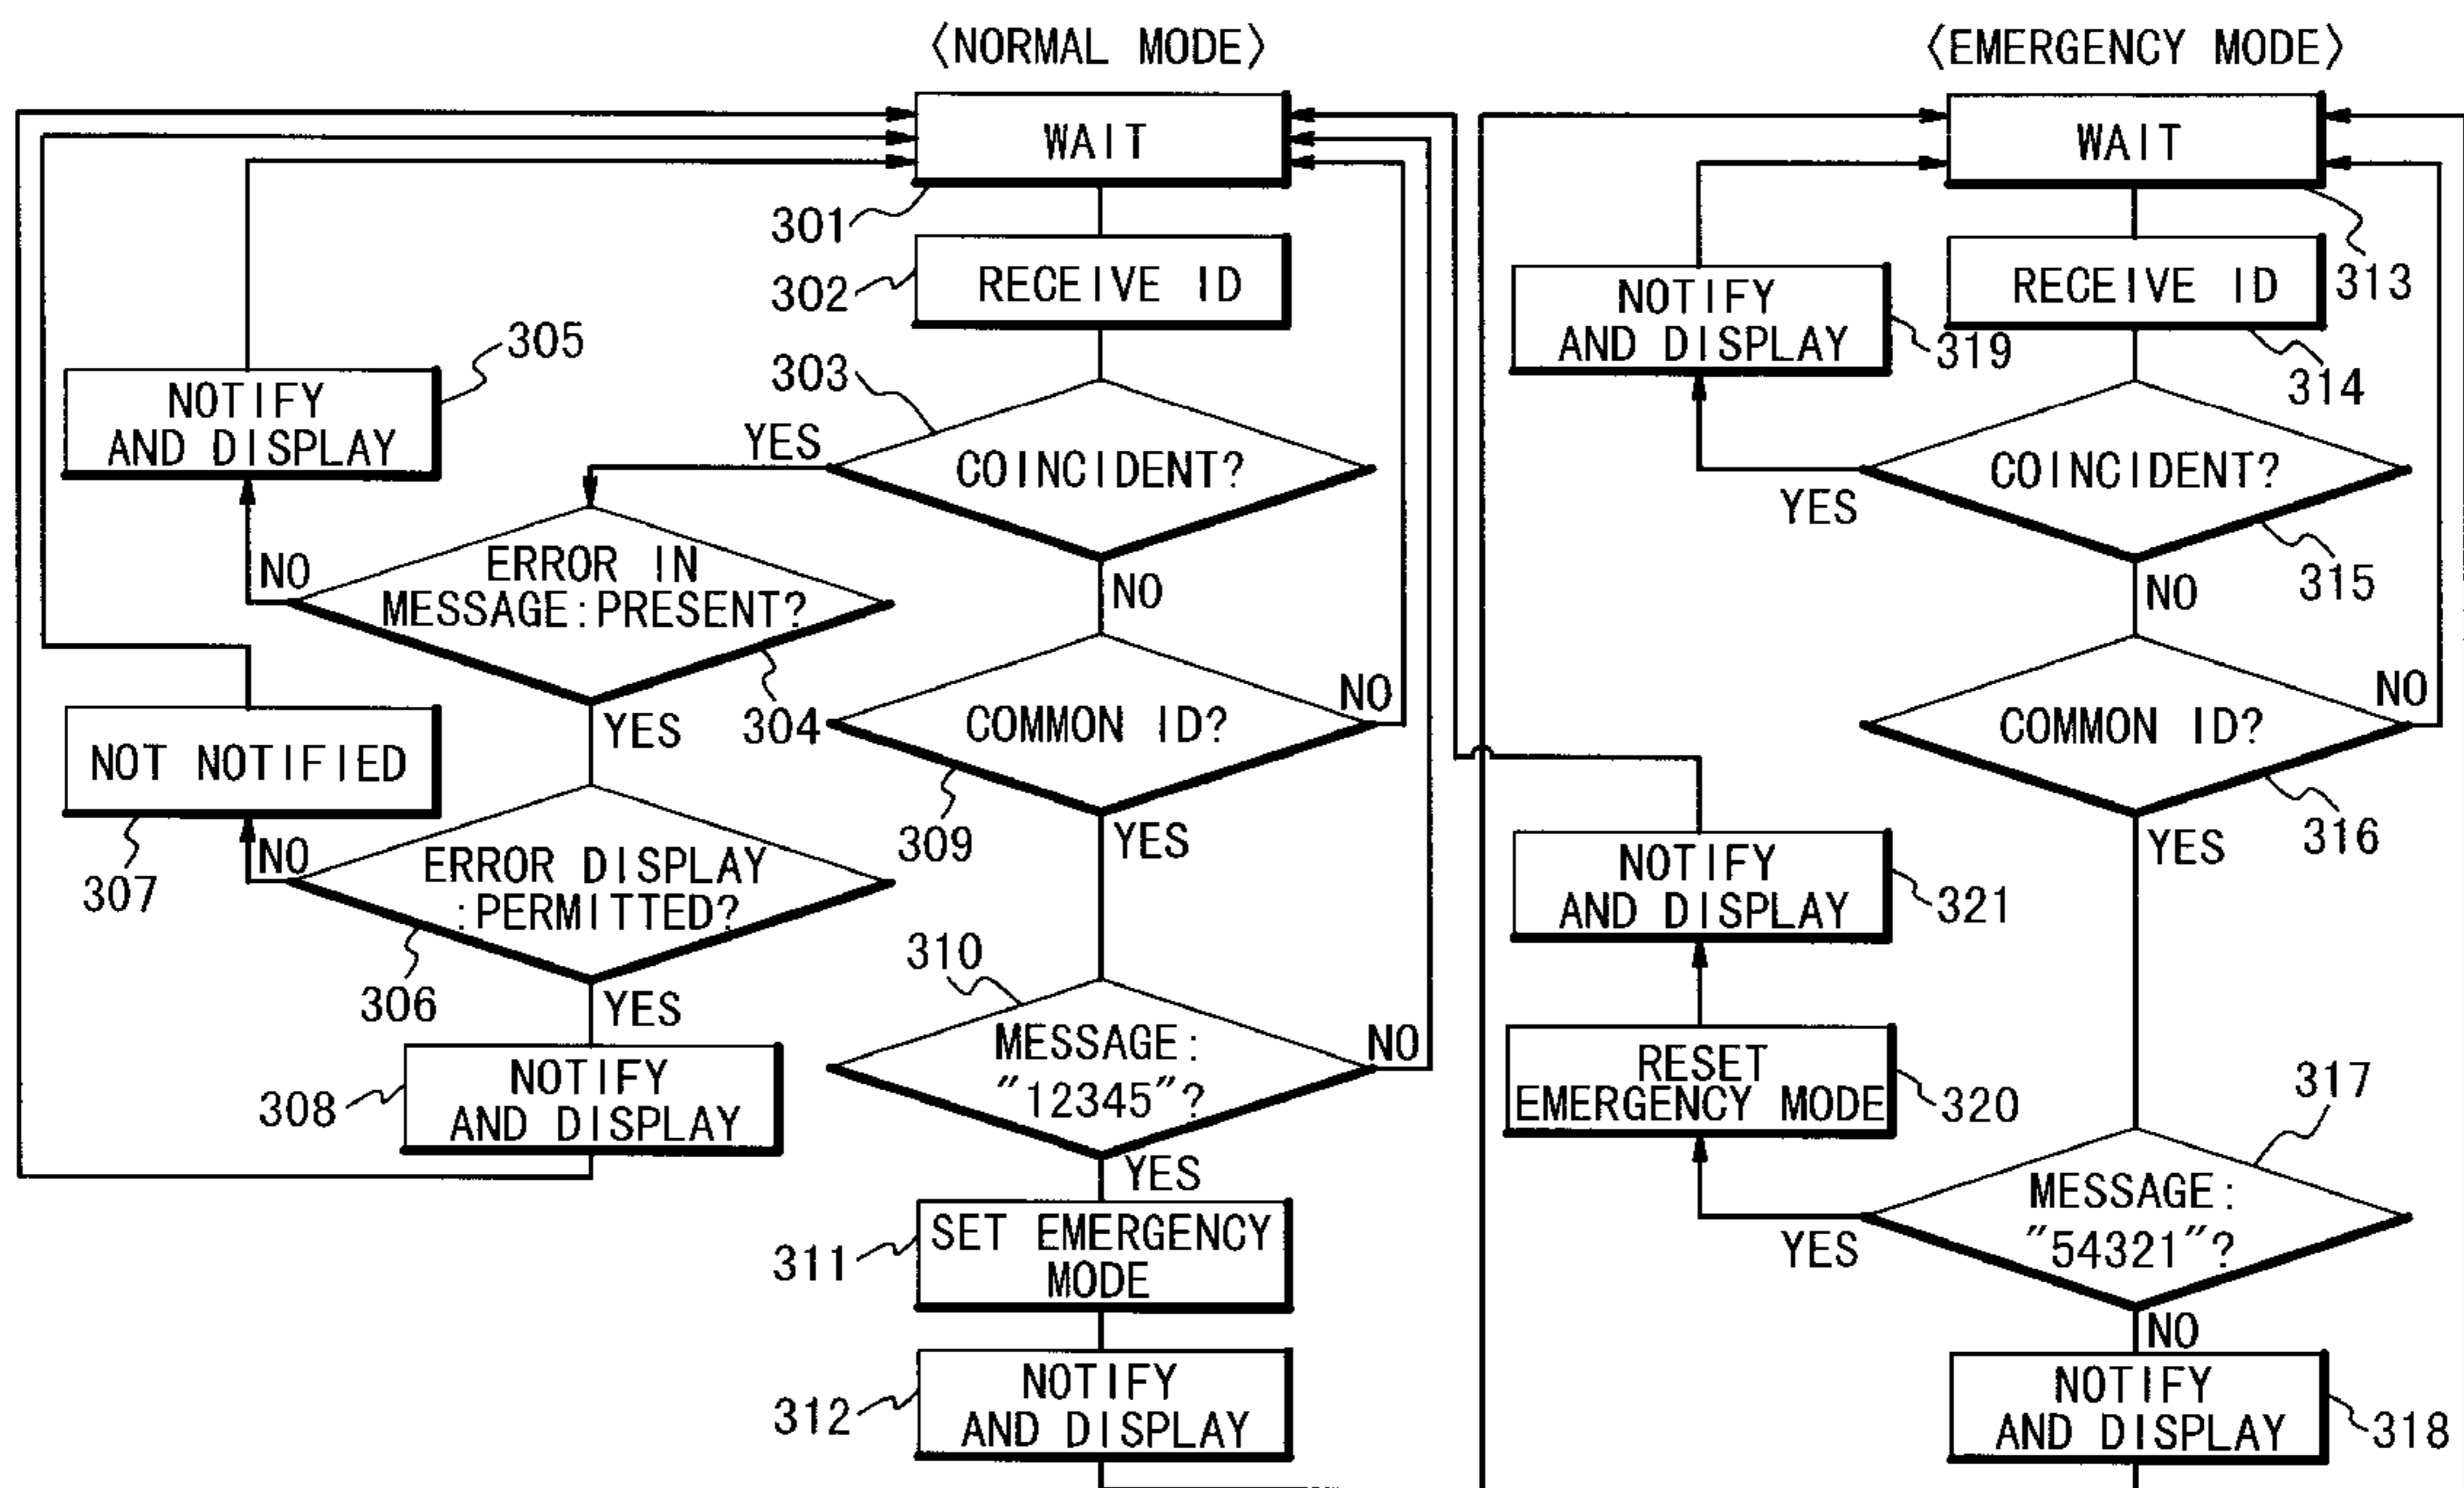 〈NORMAL MODE〉
WAIT
301
RECEIVE ID
302
303
COINCIDENT?
YES
NO
305
NOTIFY
AND DISPLAY
NO
ERROR IN
MESSAGE:PRESENT?
304
YES
NOT NOTIFIED
307
NO
ERROR DISPLAY
:PERMITTED?
306
YES
308
NOTIFY
AND DISPLAY
COMMON ID?
NO
309
YES
310
MESSAGE:
"12345"?
NO
YES
311
SET EMERGENCY
MODE
312
NOTIFY
AND DISPLAY
〈EMERGENCY MODE〉
WAIT
313
RECEIVE ID
314
NOTIFY
AND DISPLAY
319
COINCIDENT?
YES
315
NO
COMMON ID?
NO
316
YES
NOTIFY
AND DISPLAY
321
RESET
EMERGENCY MODE
320
317
MESSAGE:
"54321"?
YES
NO
NOTIFY
AND DISPLAY
318